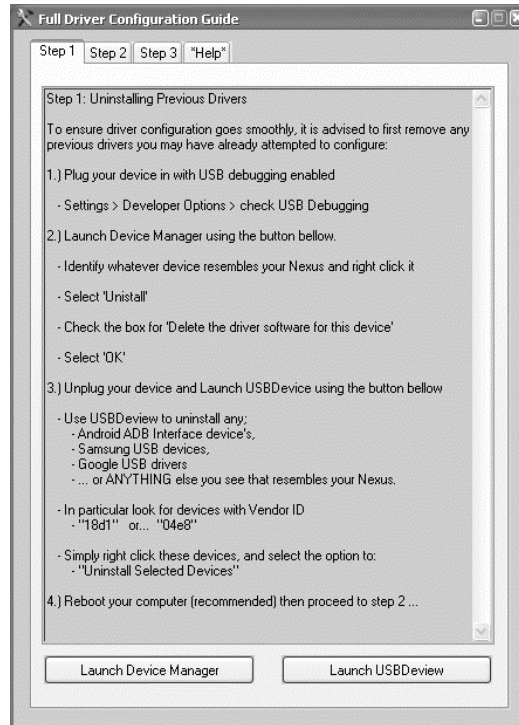 Full Driver Configuration Guide
Step 1 Step 2 Step 3 *Help*
Step 1: Uninstalling Previous Drivers
To ensure driver configuration goes smoothly, it is advised to first remove any
previous drivers you may have already attempted to configure:
1.) Plug your device in with USB debugging enabled
- Settings > Developer Options > check USB Debugging
2.) Launch Device Manager using the button bellow.
- Identify whatever device resembles your Nexus and right click it
- Select 'Unistall'
- Check the box for 'Delete the driver software for this device'
- Select 'OK'
3.) Unplug your device and Launch USBDevice using the button bellow
- Use USBDeview to uninstall any;
- Android ADB Interface device's,
- Samsung USB devices,
- Google USB drivers
- ... or ANYTHING else you see that resembles your Nexus.
- In particular look for devices with Vendor ID
- "18d1" or... "04e8"
- Simply right click these devices, and select the option to:
- "Uninstall Selected Devices"
4.) Reboot your computer (recommended) then proceed to step 2 ...
Launch Device Manager Launch USBDeview